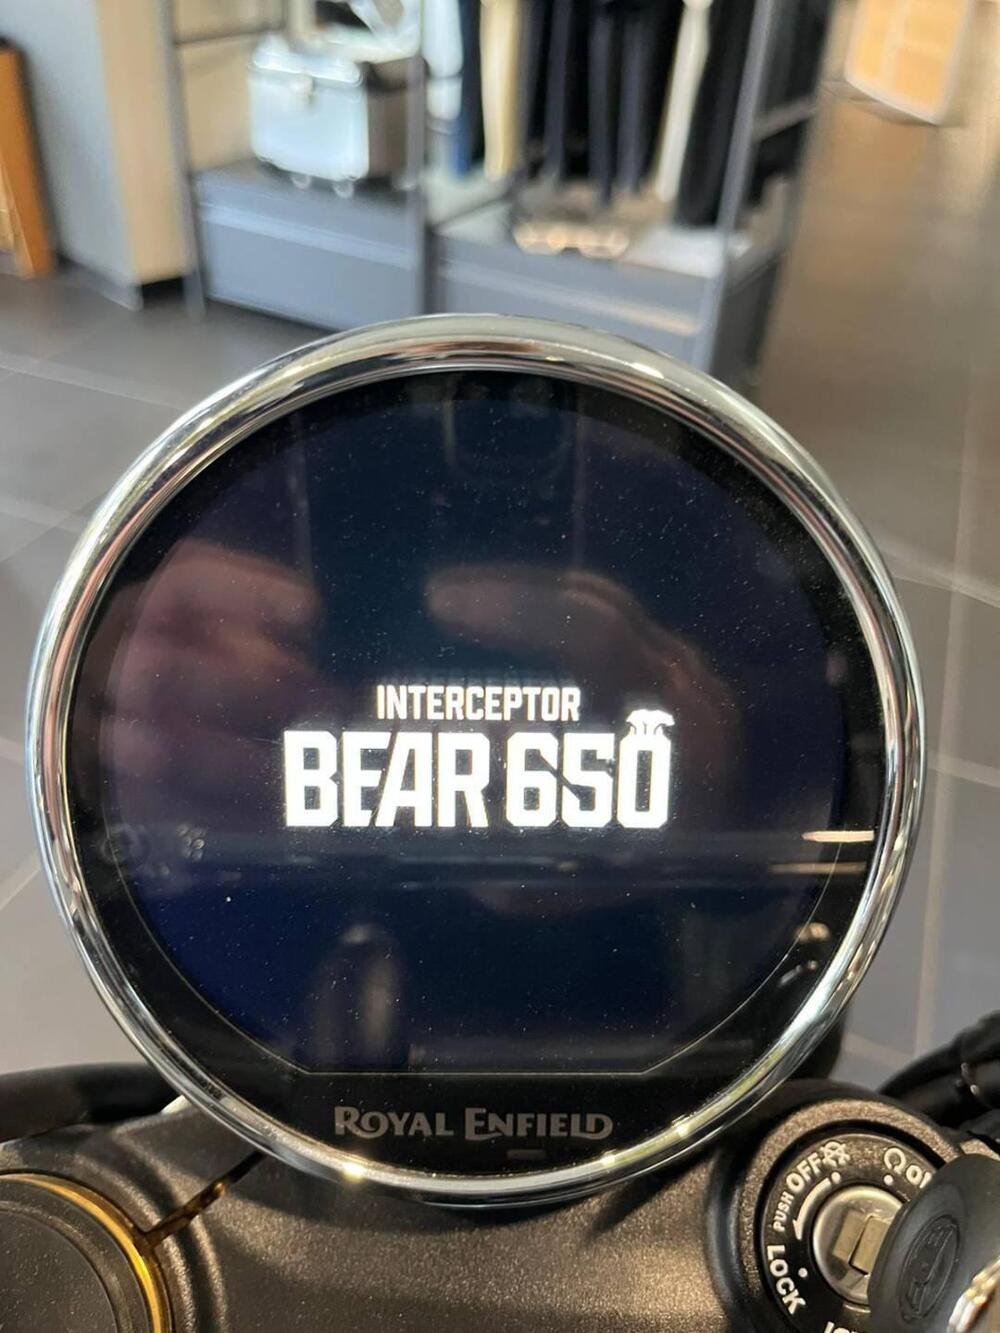 INTERCEPTOR
BEAR 650
ROYAL ENFIELD
OFF
PUSH
LOCK